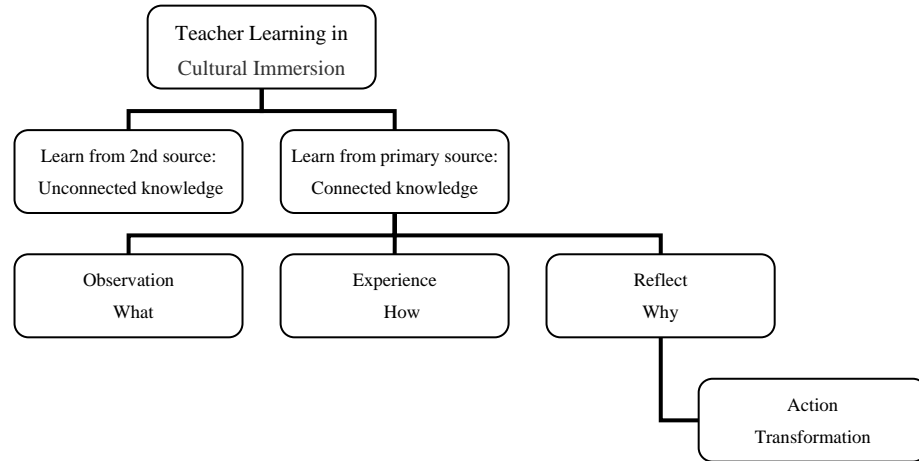 Teacher Learning in
Cultural Immersion
Learn from 2nd source:
Unconnected knowledge
Learn from primary source:
Connected knowledge
Observation
What
Experience
How
Reflect
Why
Action
Transformation